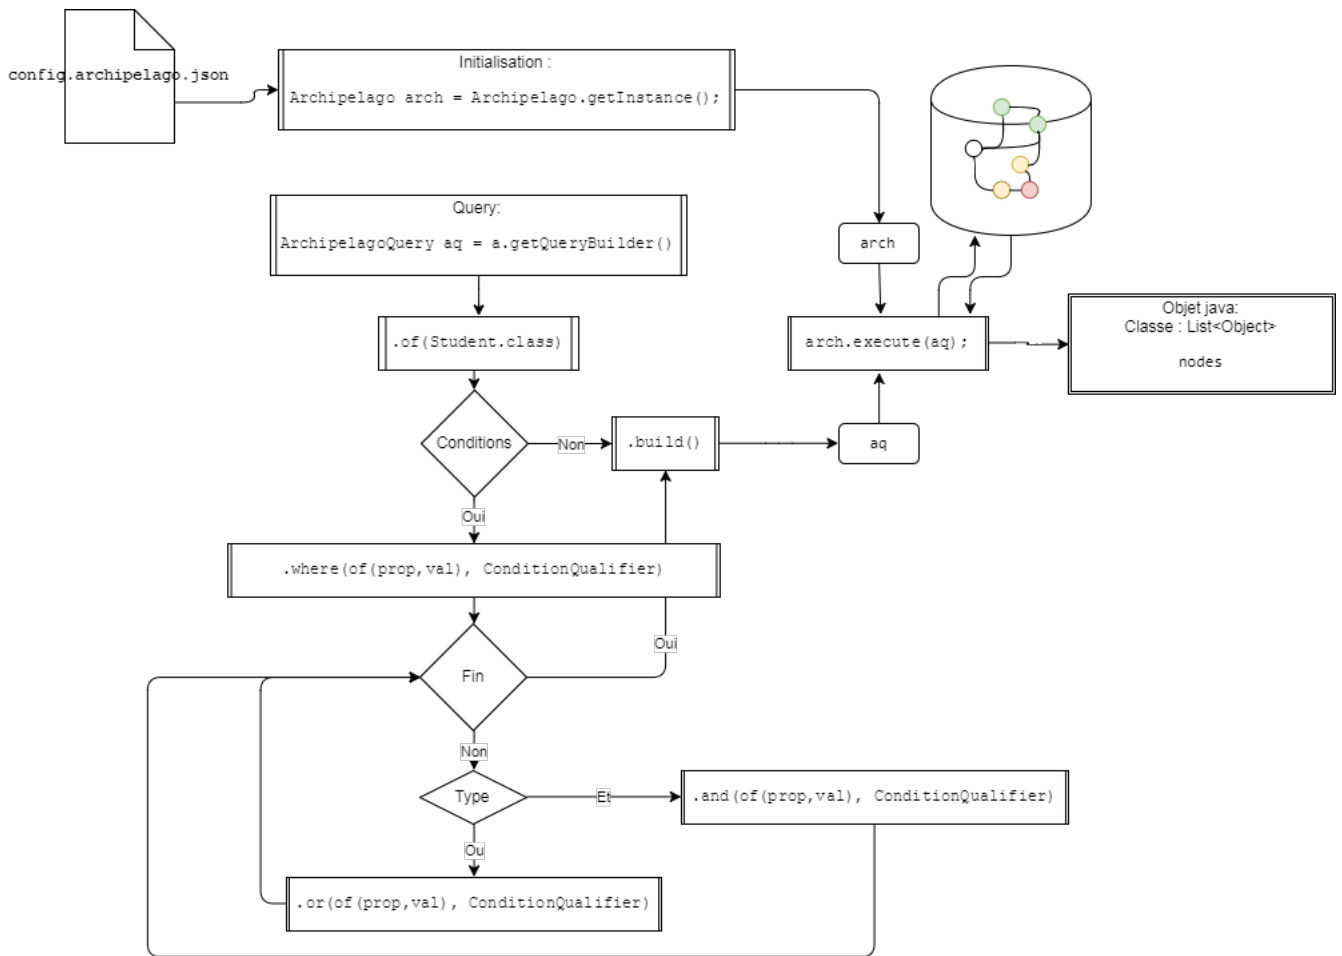 config.archipelago.json
Initialisation :
Archipelago arch = Archipelago.getInstance();
Query:
ArchipelagoQuery aq = a.getQueryBuilder()
arch
.of(Student.class)
arch.execute(aq);
Objet java:
Classe : List<Object>
nodes
Conditions
Non
.build()
aq
Oui
.where(of(prop,val), ConditionQualifier)
Oui
Fin
Non
Type
Et
.and(of(prop,val), ConditionQualifier)
Ou
.or(of(prop,val), ConditionQualifier)